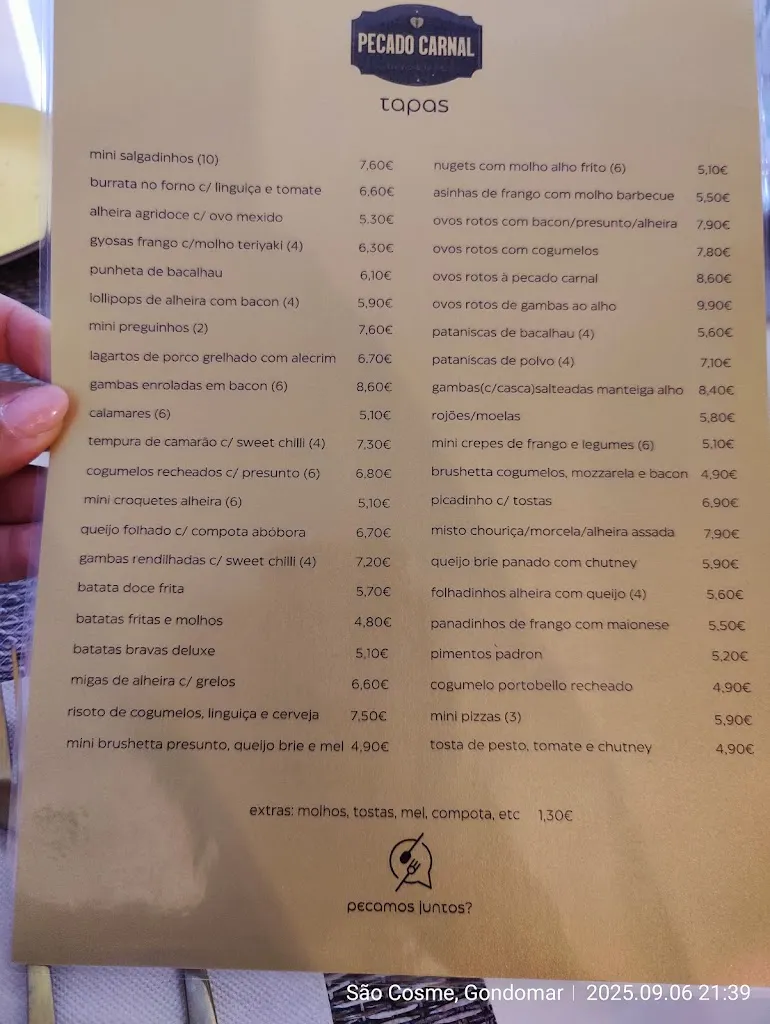 PECADO CARNAL
tapas
mini salgadinhos (10) 7,60€
burrata no forno c/ linguiça e tomate 6,60€
alheira agridoce c/ ovo mexido 5.30€
gyosas frango c/molho teriyaki (4) 6,30€
punheta de bacalhau 6,10€
lollipops de alheira com bacon (4) 5,90€
mini preguinhos (2) 7,60€
lagartos de porco grelhado com alecrim 6.70€
gambas enroladas em bacon (6) 8,60€
calamares (6) 5,10€
tempura de camarão c/ sweet chilli (4) 7,30€
cogumelos recheados c/ presunto (6) 6,80€
mini croquetes alheira (6) 5,10€
queijo folhado c/ compota abóbora 6,70€
gambas rendilhadas c/ sweet chilli (4) 7,20€
batata doce frita 5,70€
batatas fritas e molhos 4,80€
batatas bravas deluxe 5,10€
migas de alheira c/ grelos 6,60€
risoto de cogumelos, linguiça e cerveja 7,50€
mini brushetta presunto, queijo brie e mel 4,90€
nugets com molho alho frito (6) 5,10€
asinhas de frango com molho barbecue 5,50€
ovos rotos com bacon/presunto/alheira 7,90€
ovos rotos com cogumelos 7,80€
ovos rotos à pecado carnal 8,60€
ovos rotos de gambas ao alho 9,90€
pataniscas de bacalhau (4) 5,60€
pataniscas de polvo (4) 7,10€
gambas(c/casca)salteadas manteiga alho 8,40€
rojões/moelas 5,80€
mini crepes de frango e legumes (6) 5,10€
brushetta cogumelos, mozzarela e bacon 4,90€
picadinho c/ tostas 6,90€
misto chouriça/morcela/alheira assada 7,90€
queijo brie panado com chutney 5,90€
folhadinhos alheira com queijo (4) 5,60€
panadinhos de frango com maionese 5,50€
pimentos padron 5,20€
cogumelo portobello recheado 4,90€
mini pizzas (3) 5,90€
tosta de pesto, tomate e chutney 4,90€
extras: molhos, tostas, mel, compota, etc 1,30€
pecamos juntos?
São Cosme, Gondomar | 2025.09.06 21:39